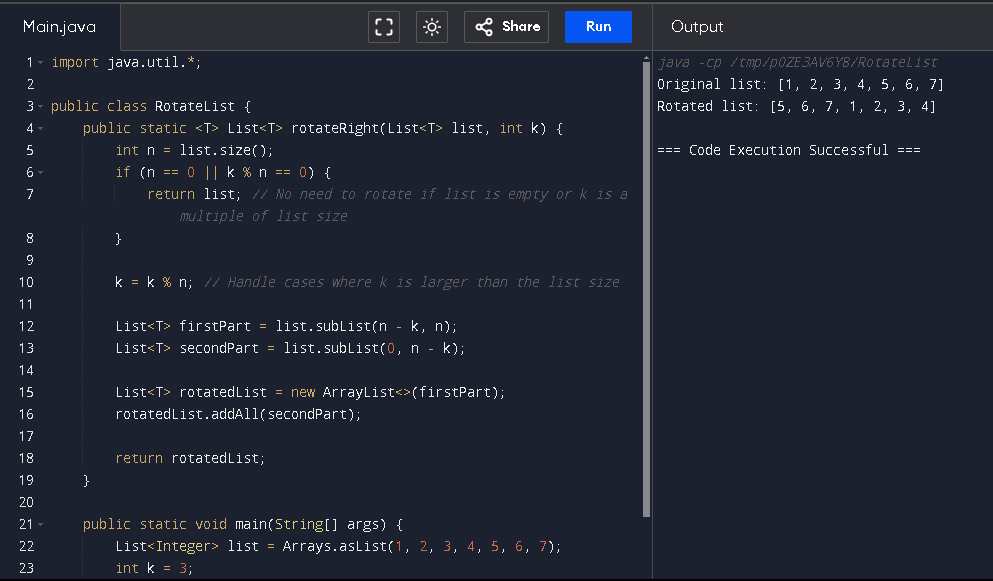 Main.java
Share
Run
Output
1 import java.util.*;
2
3 public class RotateList {
4     public static <T> List<T> rotateRight(List<T> list, int k) {
5         int n = list.size();
6         if (n == 0 || k % n == 0) {
7             return list; // No need to rotate if list is empty or k is a
multiple of list size
8         }
9
10         k = k % n; // Handle cases where k is larger than the list size
11
12         List<T> firstPart = list.subList(n - k, n);
13         List<T> secondPart = list.subList(0, n - k);
14
15         List<T> rotatedList = new ArrayList<>(firstPart);
16         rotatedList.addAll(secondPart);
17
18         return rotatedList;
19     }
20
21     public static void main(String[] args) {
22         List<Integer> list = Arrays.asList(1, 2, 3, 4, 5, 6, 7);
23         int k = 3;
java -cp /tmp/pOZE3AV6Y8/RotateList
Original list: [1, 2, 3, 4, 5, 6, 7]
Rotated list: [5, 6, 7, 1, 2, 3, 4]
=== Code Execution Successful ===